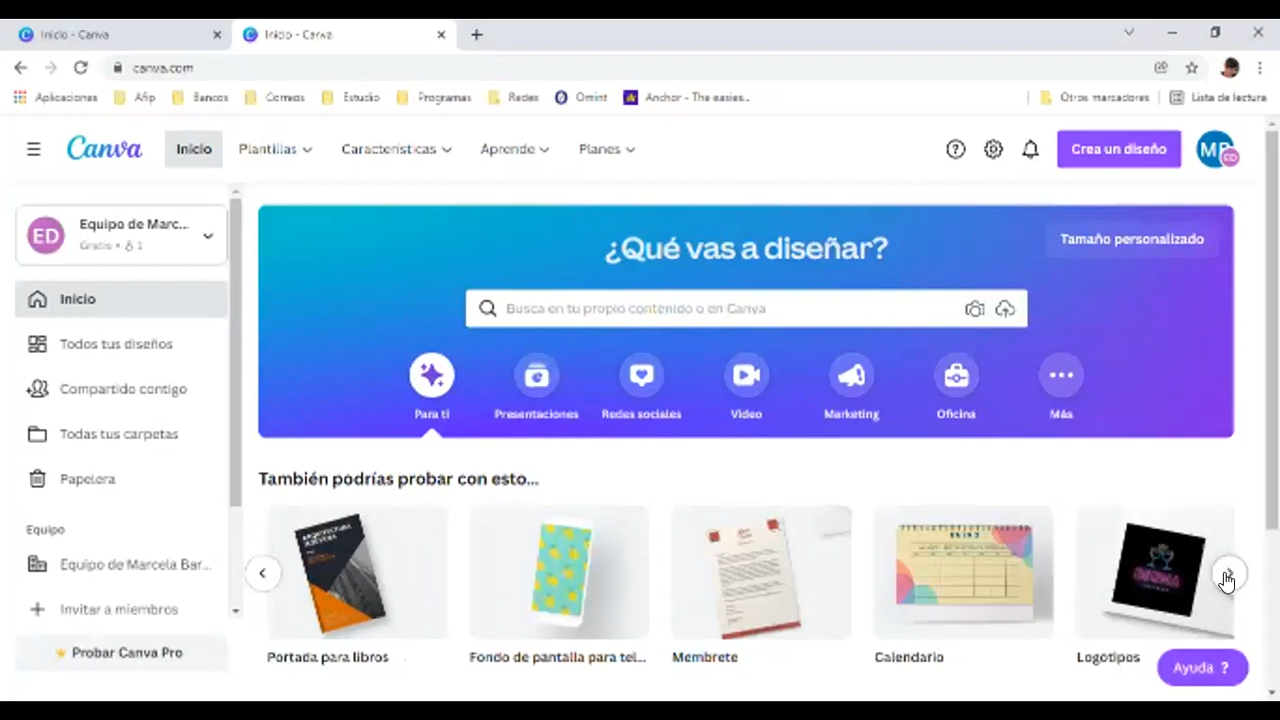 Inicio - Canva
Inicio - Canva
canva.com
Aplicaciones
Afip
Bancos
Correos
Estudio
Programas
Redes
Omint
Anchor - The easies...
Otros marcadores
Lista de lectura
Canva
Inicio
Plantillas
Características
Aprende
Planes
Crea un diseño
ED
Equipo de Marc...
Gratis • 1
¿Qué vas a diseñar?
Tamaño personalizado
Busca en tu propio contenido o en Canva
Para ti
Presentaciones
Redes sociales
Video
Marketing
Oficina
Más
Inicio
Todos tus diseños
Compartido contigo
Todas tus carpetas
Papelera
Equipo
Equipo de Marcela Bar...
Invitar a miembros
Probar Canva Pro
También podrías probar con esto...
Portada para libros
Fondo de pantalla para tel...
Membrete
Calendario
Logotipos
Ayuda ?